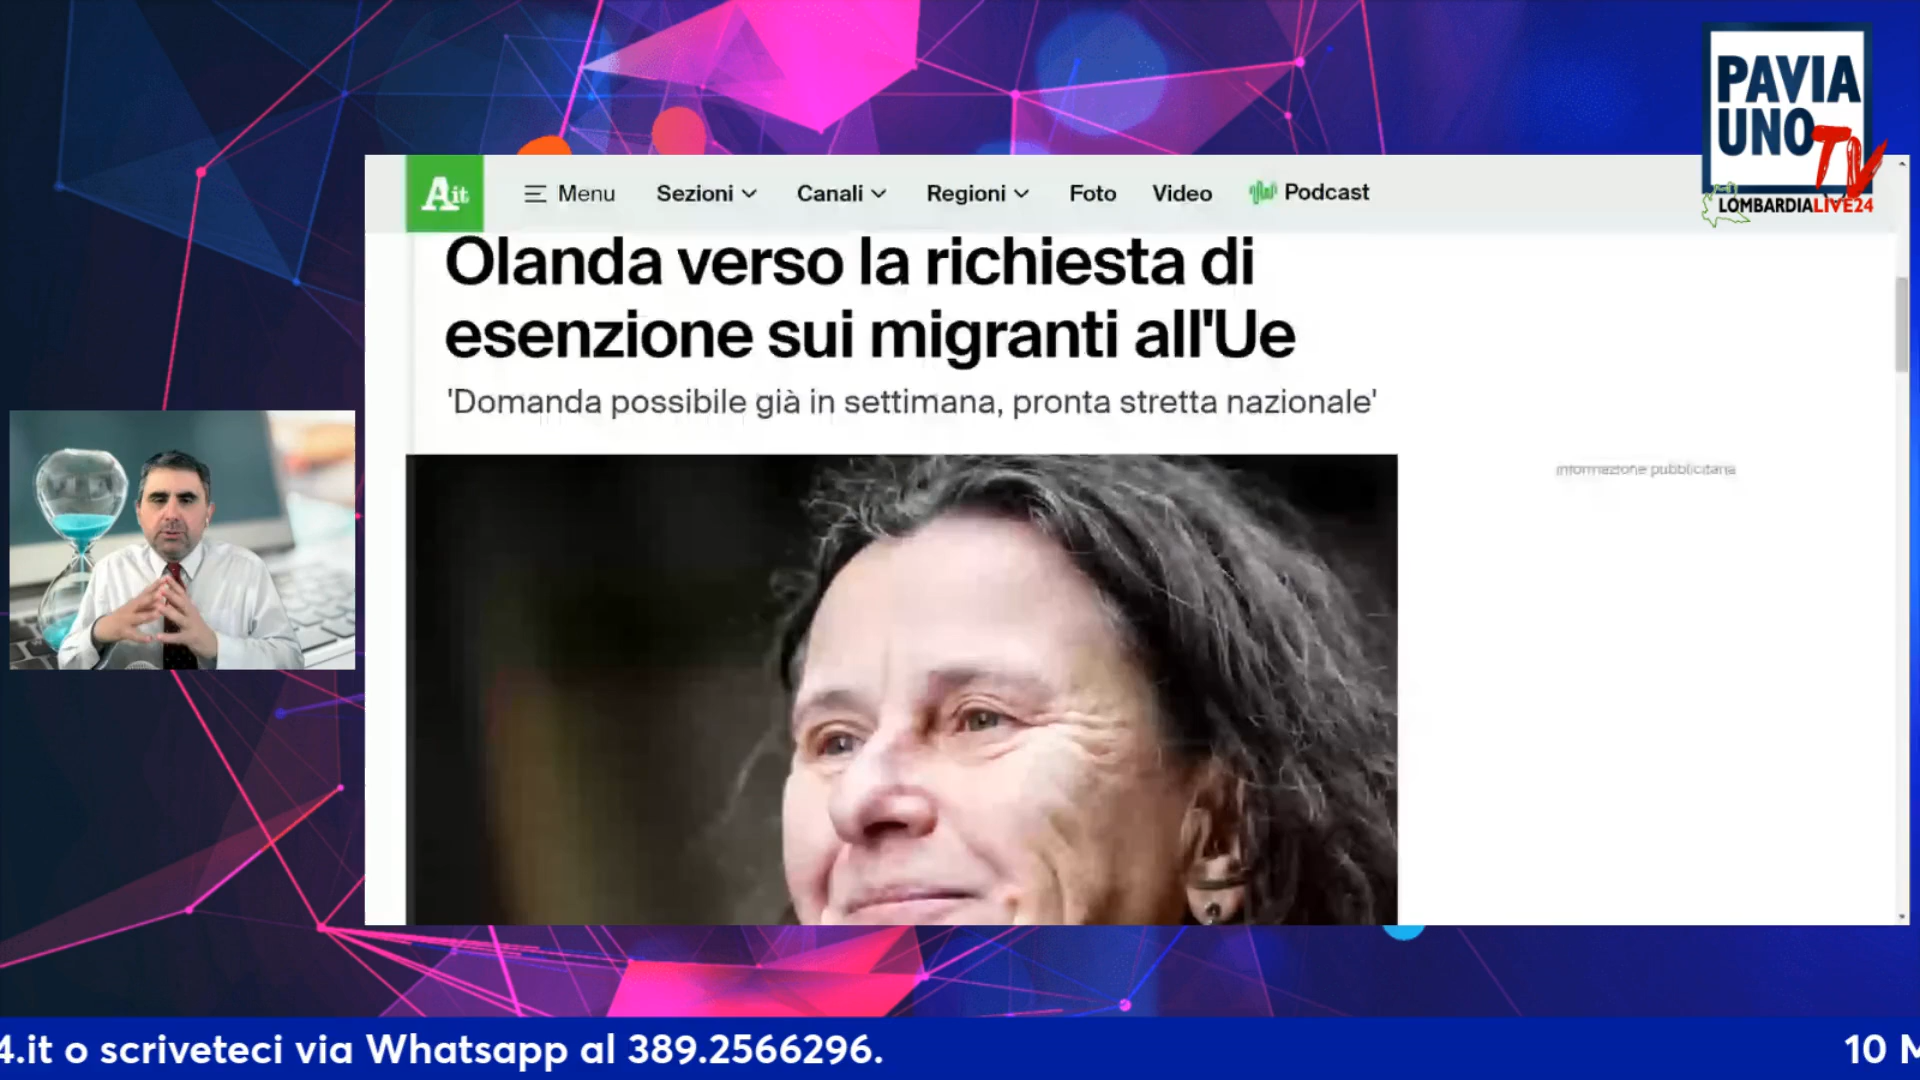 PAVIA
UNO TV
LOMBARDIALIVE24
Ait
Menu
Sezioni
Canali
Regioni
Foto
Video
Podcast
Olanda verso la richiesta di
esenzione sui migranti all'Ue
'Domanda possibile già in settimana, pronta stretta nazionale'
informazione pubblicitaria
4.it o scriveteci via Whatsapp al 389.2566296.
10 M